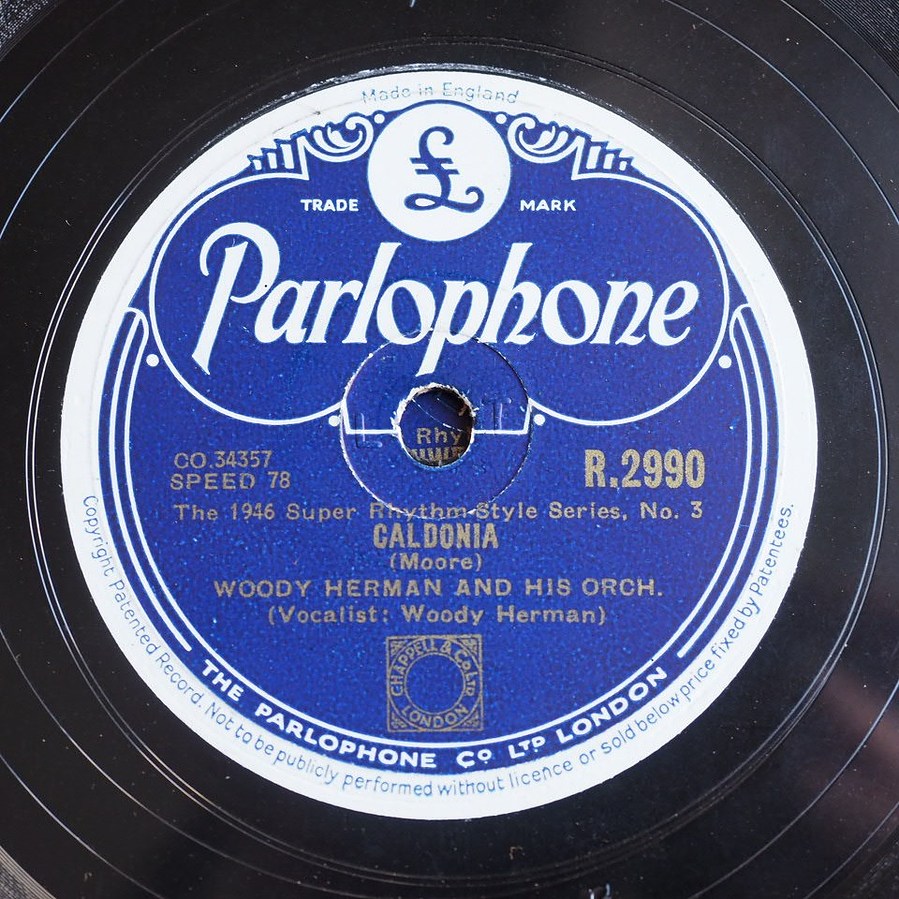 Made in England
£
TRADE MARK
Parlophone
CO.34357
SPEED 78
R.2990
The 1946 Super Rhythm-Style Series, No. 3
CALDONIA
(Moore)
WOODY HERMAN AND HIS ORCH.
(Vocalist: Woody Herman)
CHAPPELL & CO LTD
LONDON
THE PARLOPHONE CO LTD LONDON
Copyright Patented Record. Not to be publicly performed without licence or sold below price fixed by Patentees.
Rhy